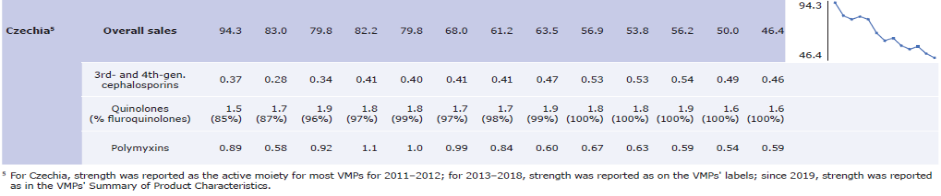 Czechia⁵ Overall sales 94.3 83.0 79.8 82.2 79.8 68.0 61.2 63.5 56.9 53.8 56.2 50.0 46.4 94.3
46.4
3rd- and 4th-gen. cephalosporins 0.37 0.28 0.34 0.41 0.40 0.41 0.41 0.47 0.53 0.53 0.54 0.49 0.46
Quinolones 1.5 1.7 1.9 1.8 1.8 1.7 1.7 1.9 1.8 1.8 1.9 1.6 1.6
(% fluroquinolones) (85%) (87%) (96%) (97%) (99%) (97%) (98%) (99%) (100%) (100%) (100%) (100%) (100%)
Polymyxins 0.89 0.58 0.92 1.1 1.0 0.99 0.84 0.60 0.67 0.63 0.59 0.54 0.59
⁵ For Czechia, strength was reported as the active moiety for most VMPs for 2011–2012; for 2013–2018, strength was reported as on the VMPs' labels; since 2019, strength was reported
as in the VMPs' Summary of Product Characteristics.